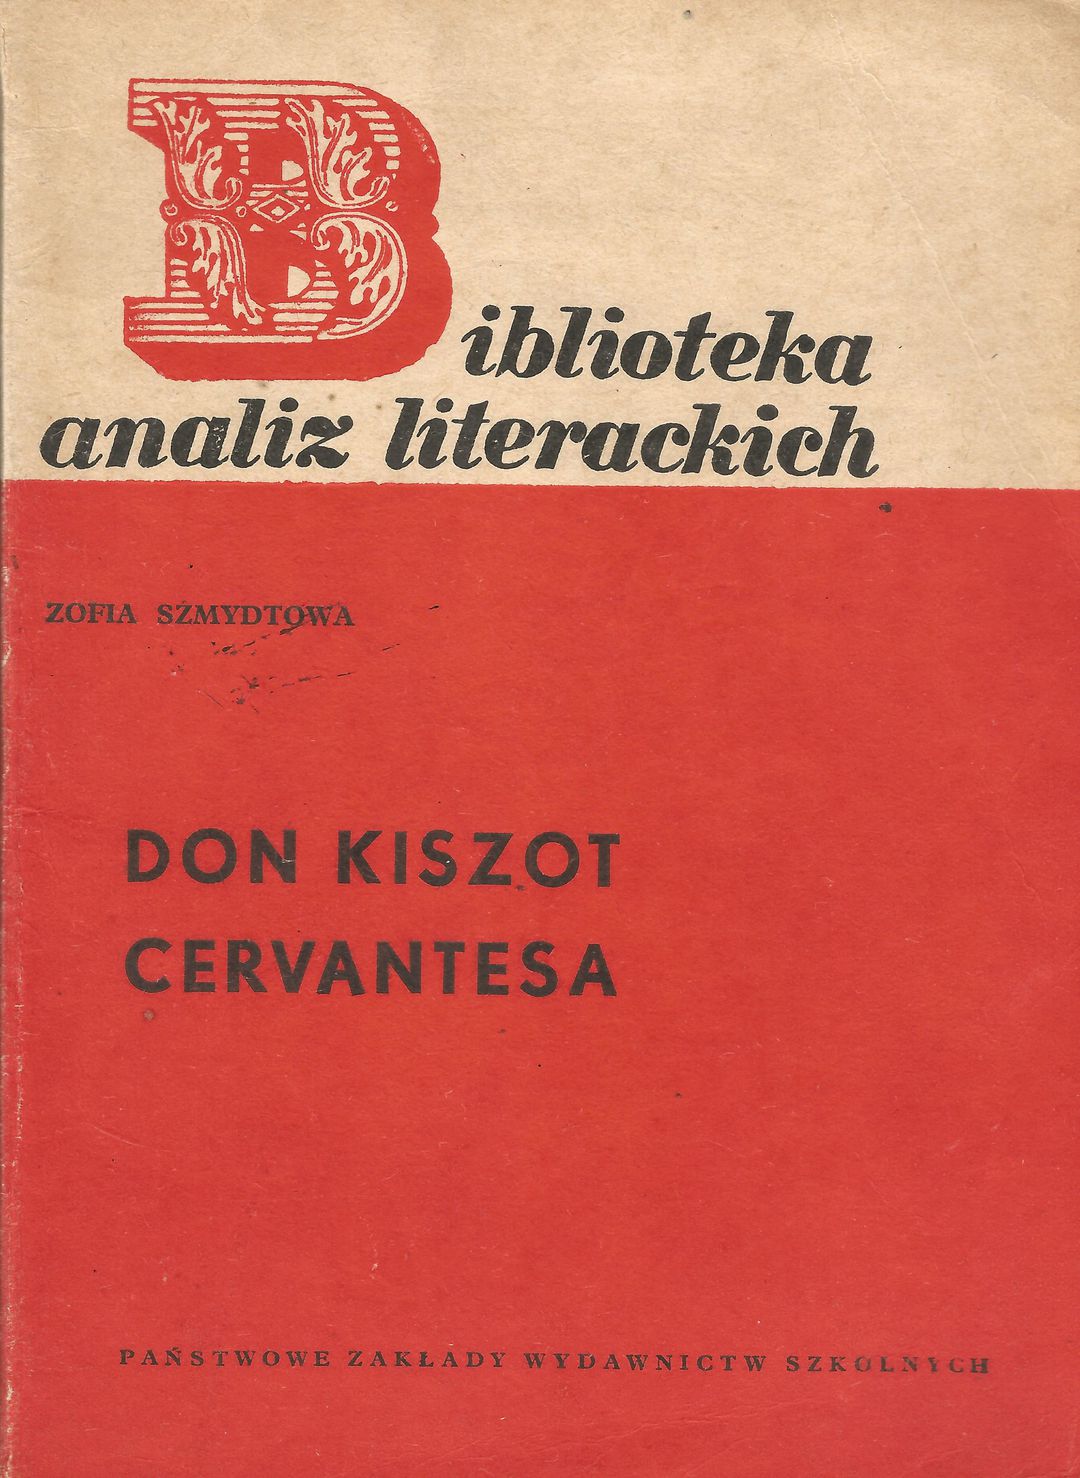 Biblioteka
analiz literackich
ZOFIA SZMYDTOWA
DON KISZOT
CERVANTESA
PAŃSTWOWE ZAKŁADY WYDAWNICTW SZKOLNYCH